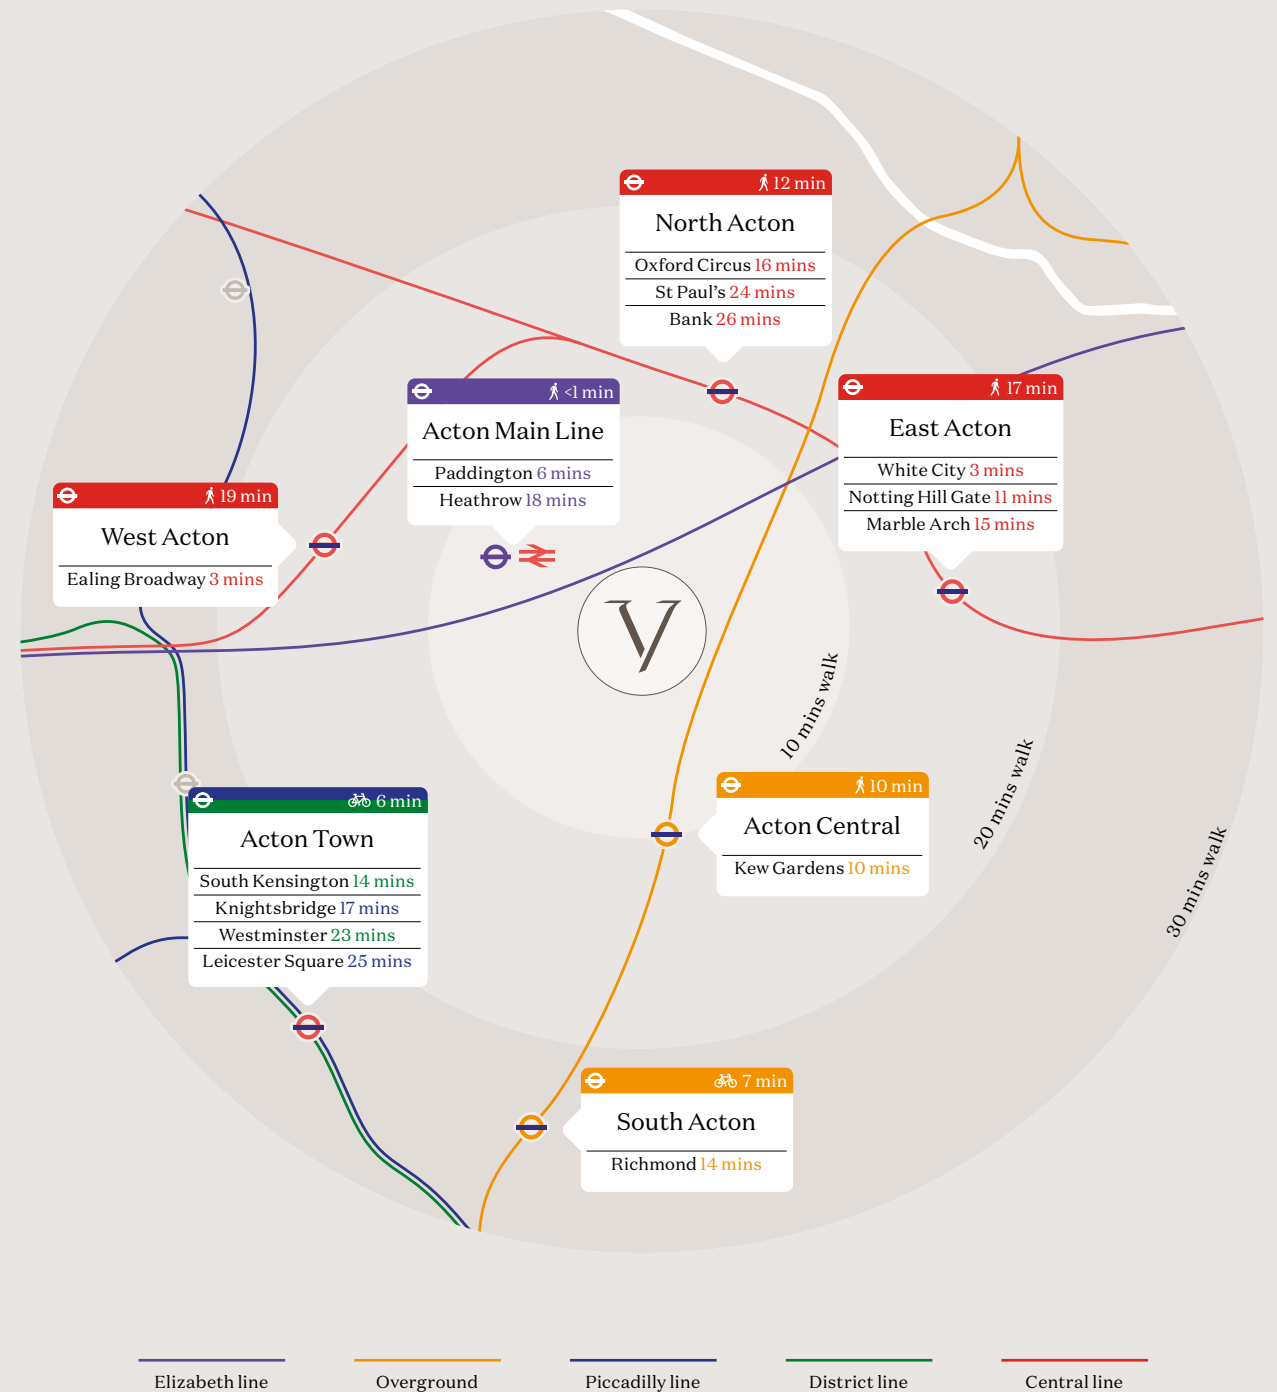 12 min
North Acton
Oxford Circus 16 mins
St Paul's 24 mins
Bank 26 mins
<1 min
Acton Main Line
Paddington 6 mins
Heathrow 18 mins
17 min
East Acton
White City 3 mins
Notting Hill Gate 11 mins
Marble Arch 15 mins
19 min
West Acton
Ealing Broadway 3 mins
V
10 mins walk
20 mins walk
30 mins walk
6 min
Acton Town
South Kensington 14 mins
Knightsbridge 17 mins
Westminster 23 mins
Leicester Square 25 mins
10 min
Acton Central
Kew Gardens 10 mins
7 min
South Acton
Richmond 14 mins
Elizabeth line
Overground
Piccadilly line
District line
Central line